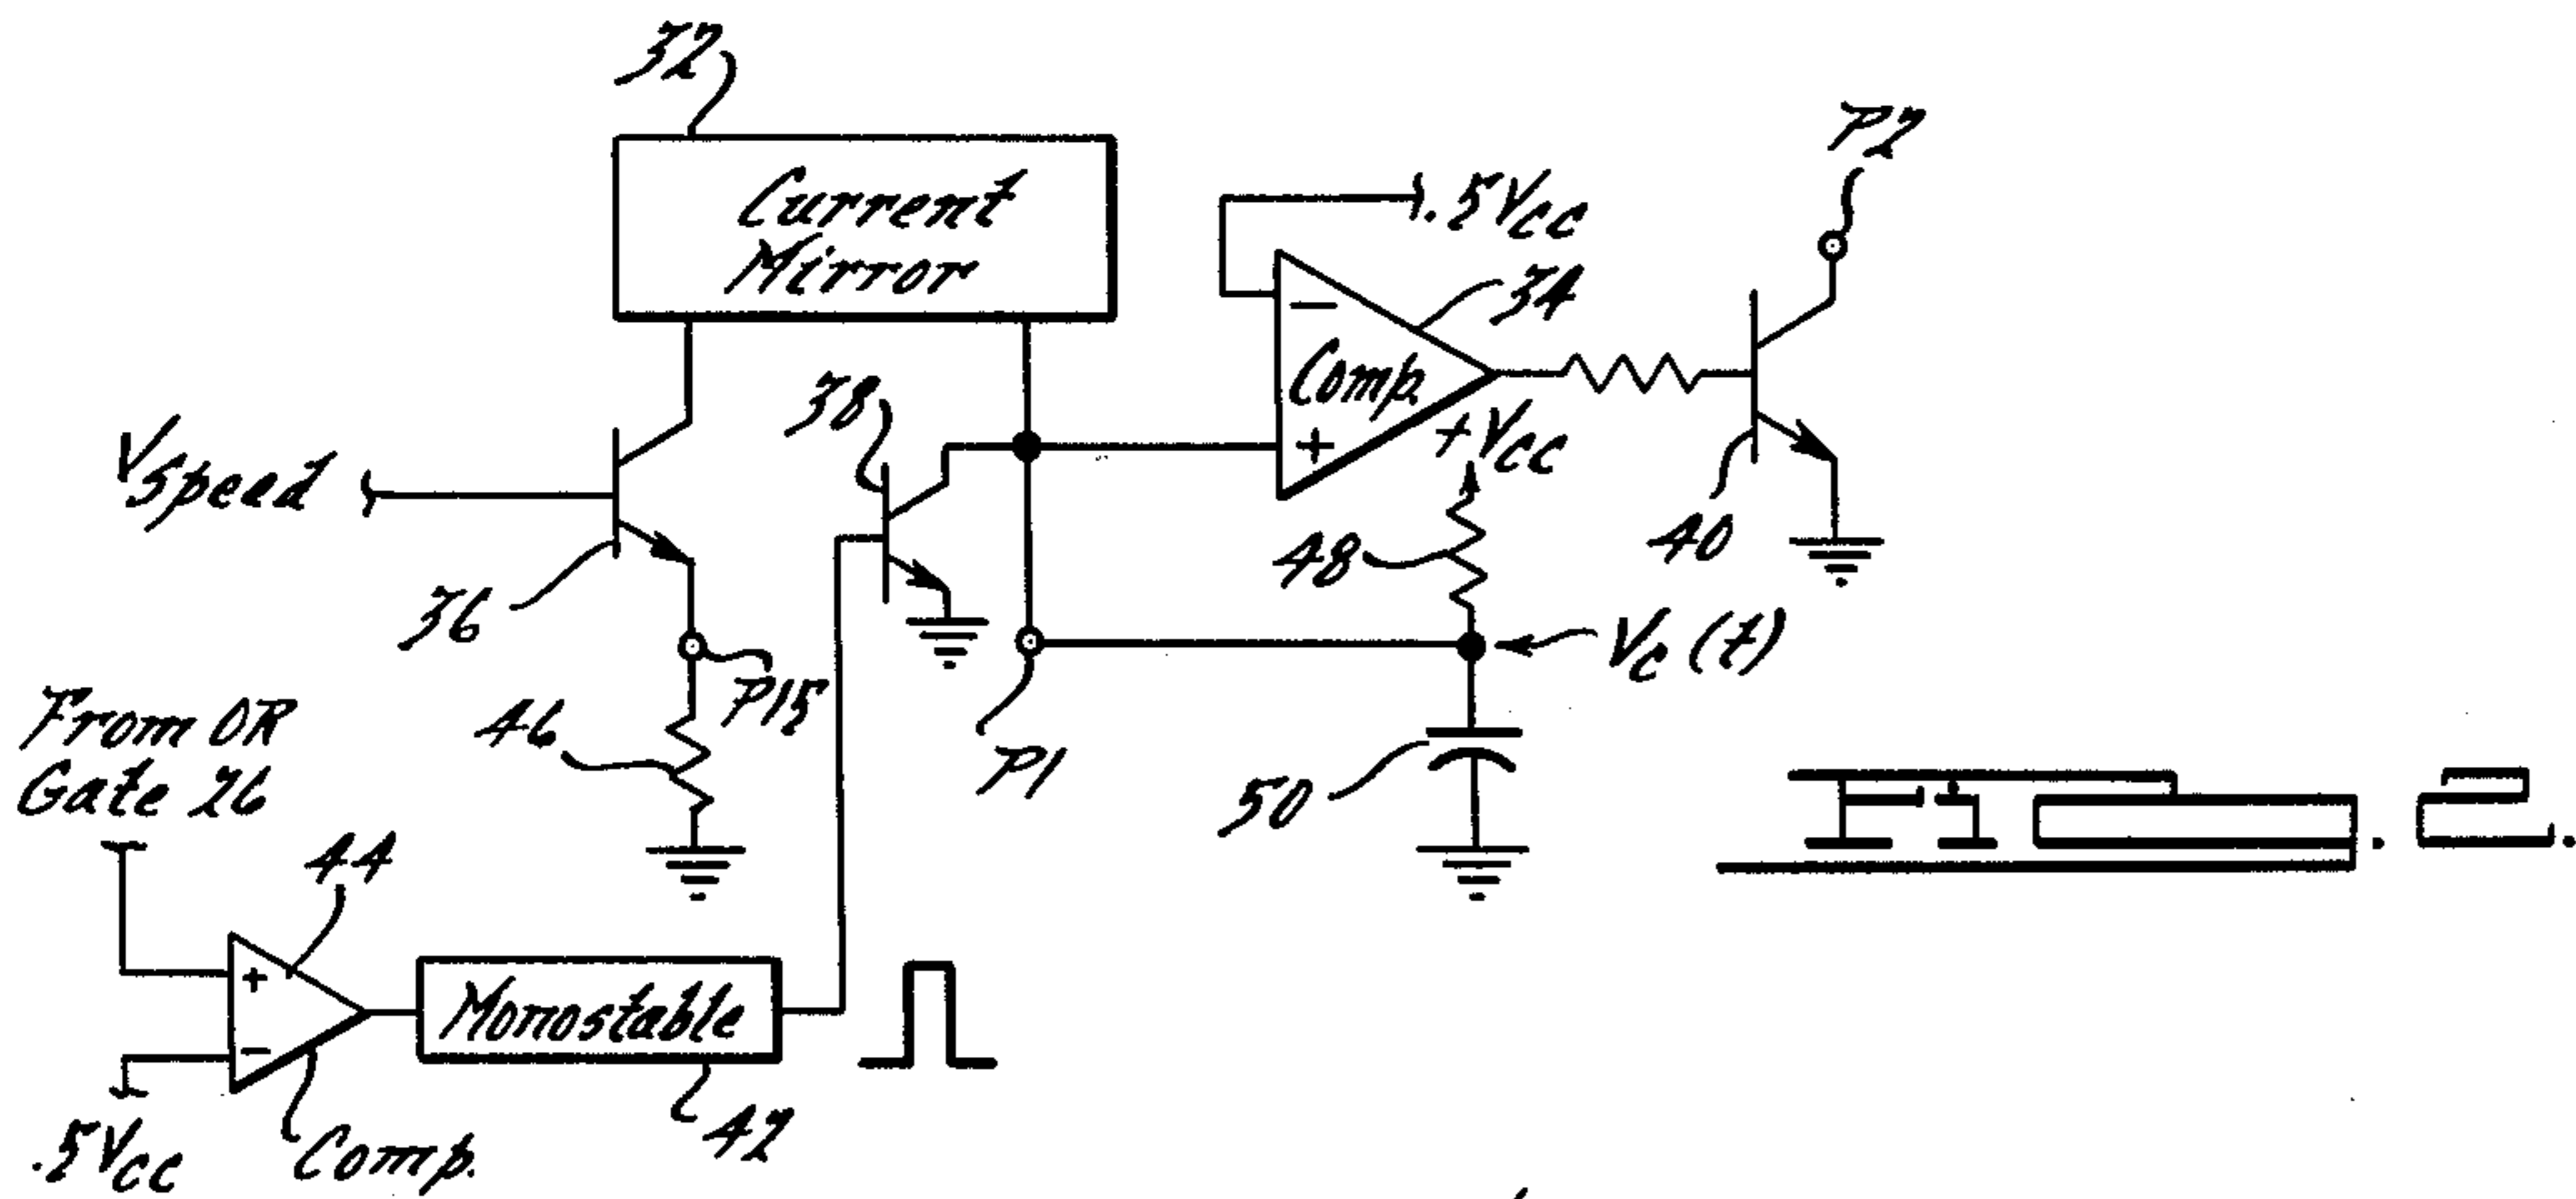 32
P2
Current
Mirror
.5Vcc
34
38
Comp.
−
+
+Vcc
Vspeed
48
40
36
Vc (t)
P15
From OR
Gate 26
46
P1
50
Fig. 2.
44
+
Monostable
−
42
.5Vcc
Comp.